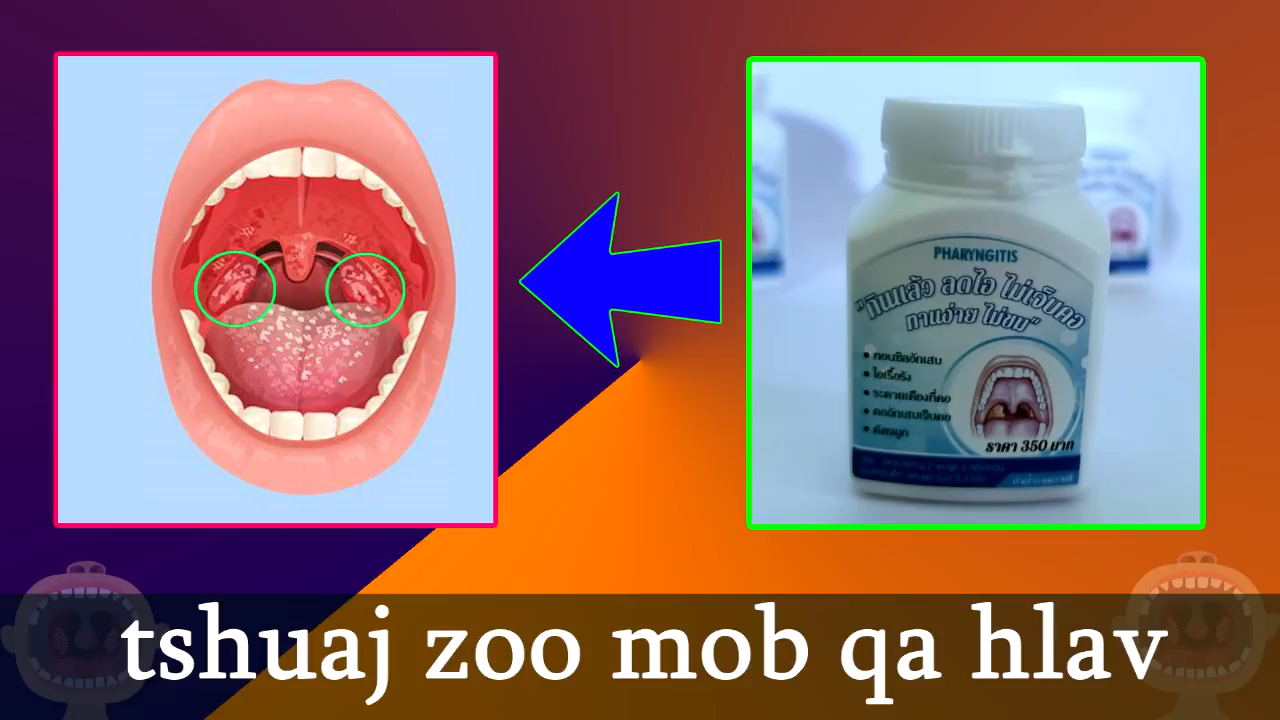 PHARYNGITIS
"กินแล้ว ลดไอ ไม่เจ็บคอ
ทานง่าย ไม่ขม"
• ทอนซิลอักเสบ
• ไอเรื้อรัง
• ระคายเคืองที่คอ
• คออักเสบเจ็บคอ
• คัดจมูก
ราคา 350 บาท
tshuaj zoo mob qa hlav